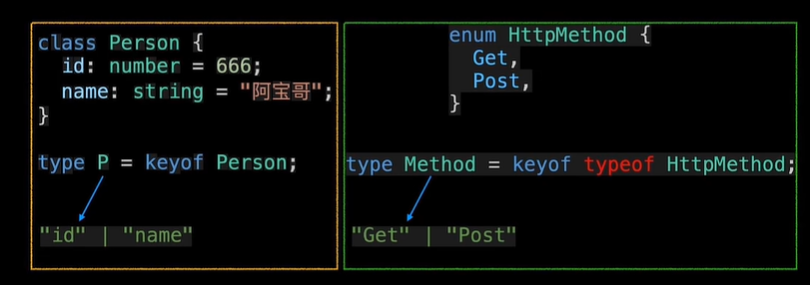 class Person {
  id: number = 666;
  name: string = "阿宝哥";
}
type P = keyof Person;
"id" | "name"
enum HttpMethod {
  Get,
  Post,
}
type Method = keyof typeof HttpMethod;
"Get" | "Post"